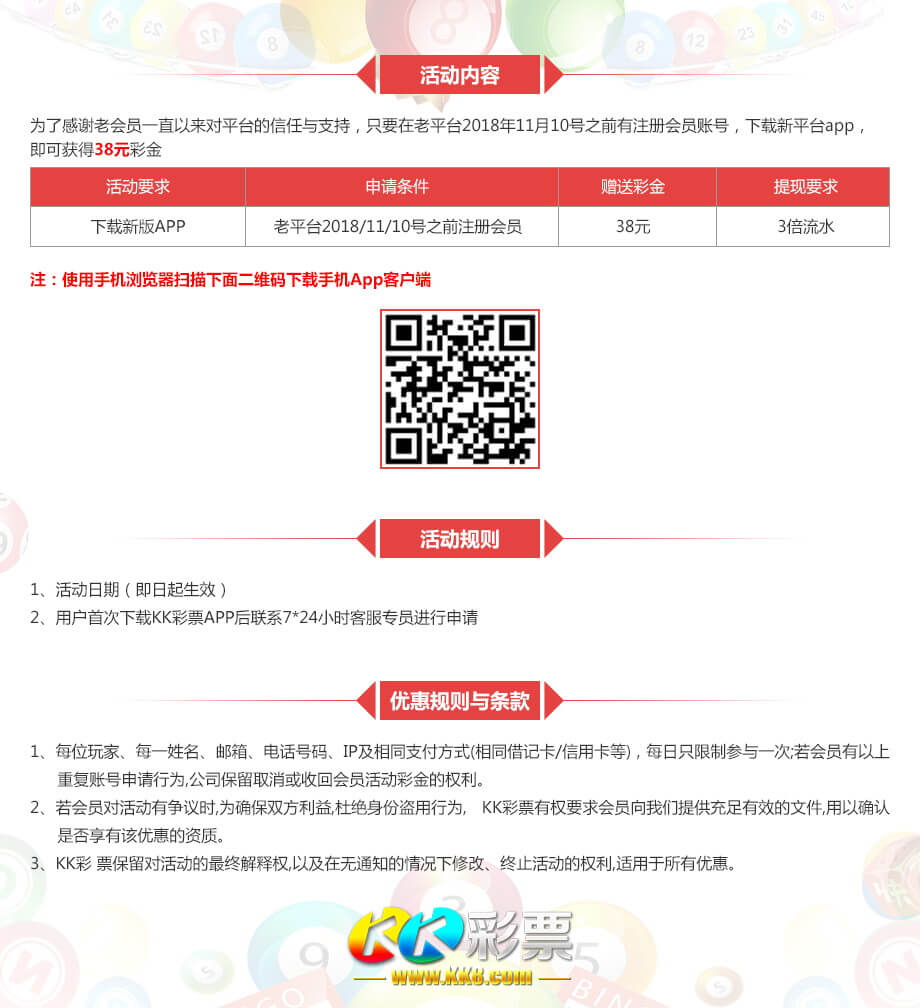 活动内容
为了感谢老会员一直以来对平台的信任与支持，只要在老平台2018年11月10号之前有注册会员账号，下载新平台app，
即可获得38元彩金
活动要求 申请条件 赠送彩金 提现要求
下载新版APP 老平台2018/11/10号之前注册会员 38元 3倍流水
注：使用手机浏览器扫描下面二维码下载手机App客户端
活动规则
1、活动日期（即日起生效）
2、用户首次下载KK彩票APP后联系7*24小时客服专员进行申请
优惠规则与条款
1、每位玩家、每一姓名、邮箱、电话号码、IP及相同支付方式(相同借记卡/信用卡等)，每日只限制参与一次;若会员有以上
重复账号申请行为,公司保留取消或收回会员活动彩金的权利。
2、若会员对活动有争议时,为确保双方利益,杜绝身份盗用行为， KK彩票有权要求会员向我们提供充足有效的文件,用以确认
是否享有该优惠的资质。
3、KK彩 票保留对活动的最终解释权,以及在无通知的情况下修改、终止活动的权利,适用于所有优惠。
KK彩票
www.KK8.com